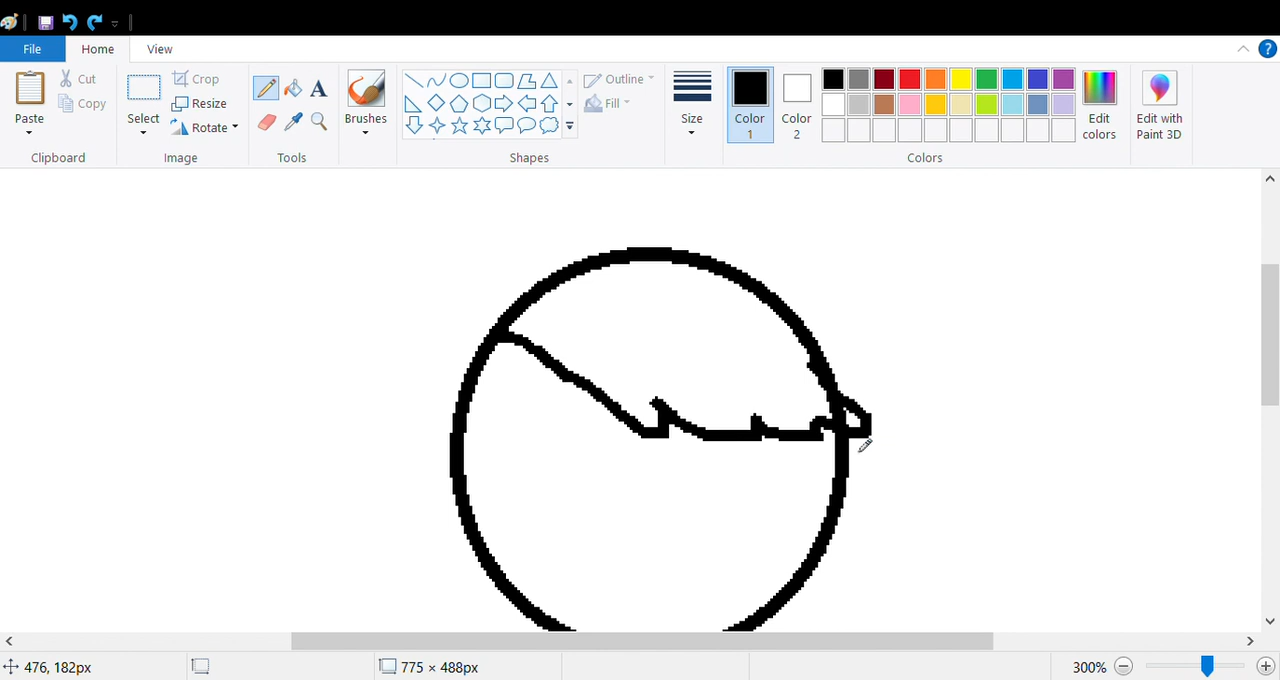 File Home View ?
Cut Crop Outline
Copy Resize Fill
Paste Select Rotate A Brushes Size Color 1 Color 2 Edit colors Edit with Paint 3D
Clipboard Image Tools Shapes Colors
476, 182px 775 × 488px 300%